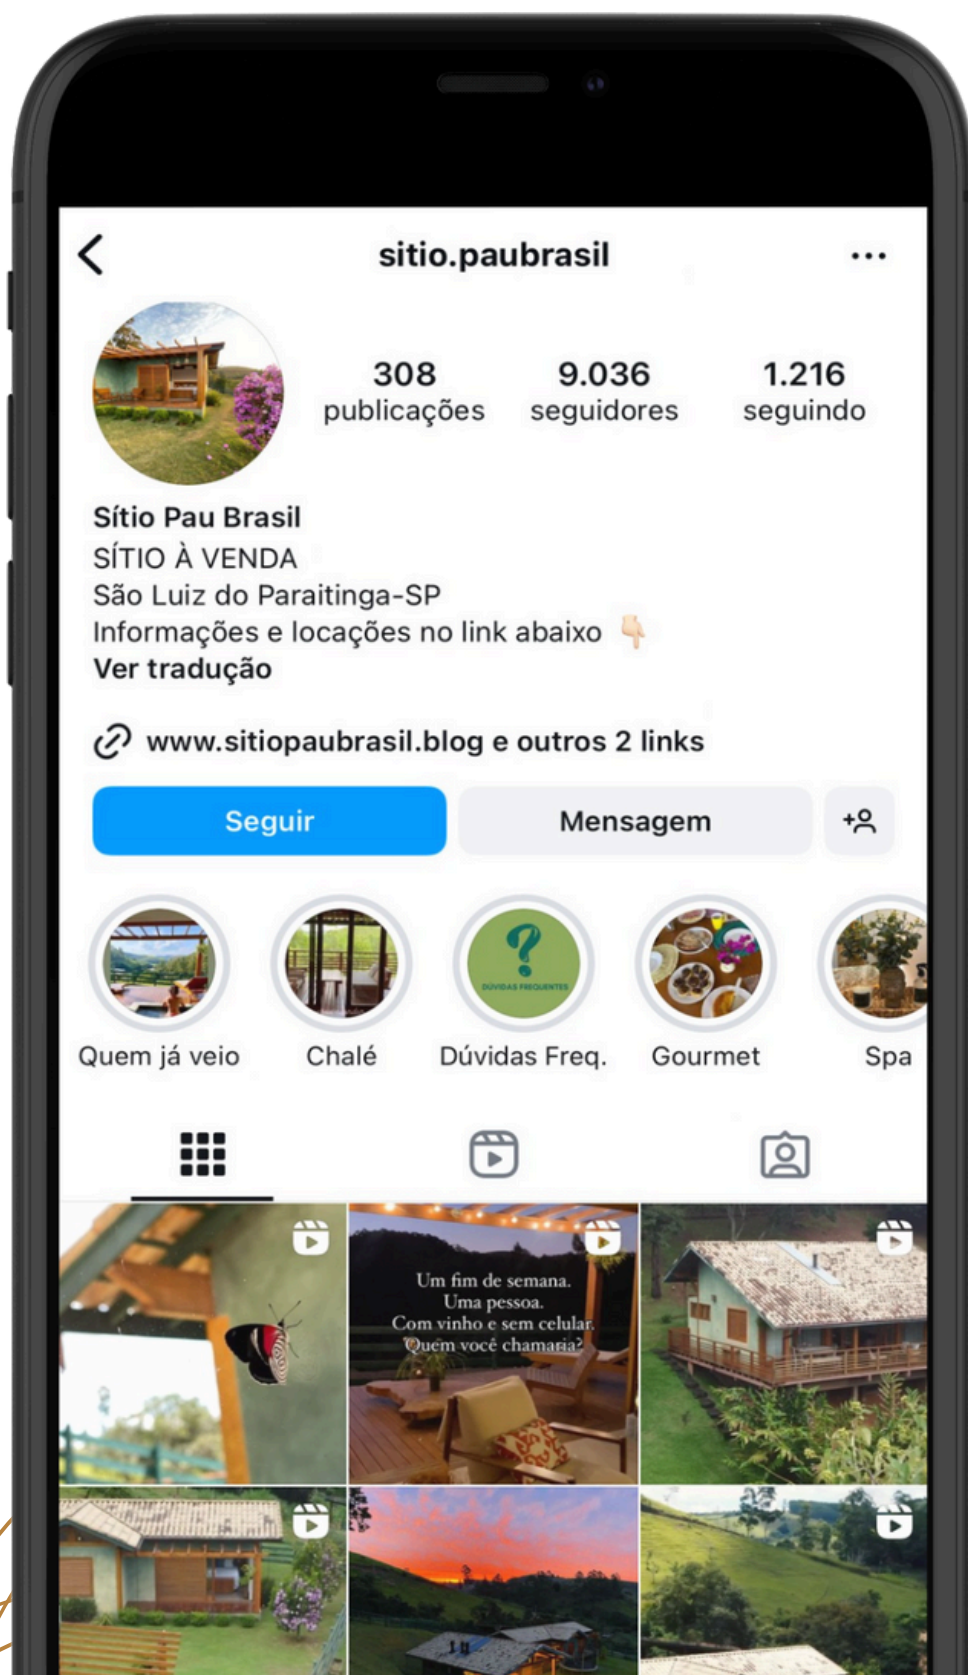 sitio.paubrasil
308
publicações
9.036
seguidores
1.216
seguindo
Sítio Pau Brasil
SÍTIO À VENDA
São Luiz do Paraitinga-SP
Informações e locações no link abaixo 👇🏻
Ver tradução
www.sitiopaubrasil.blog e outros 2 links
Seguir
Mensagem
DÚVIDAS FREQUENTES
Quem já veio
Chalé
Dúvidas Freq.
Gourmet
Spa
Um fim de semana.
Uma pessoa.
Com vinho e sem celular.
Quem você chamaria?